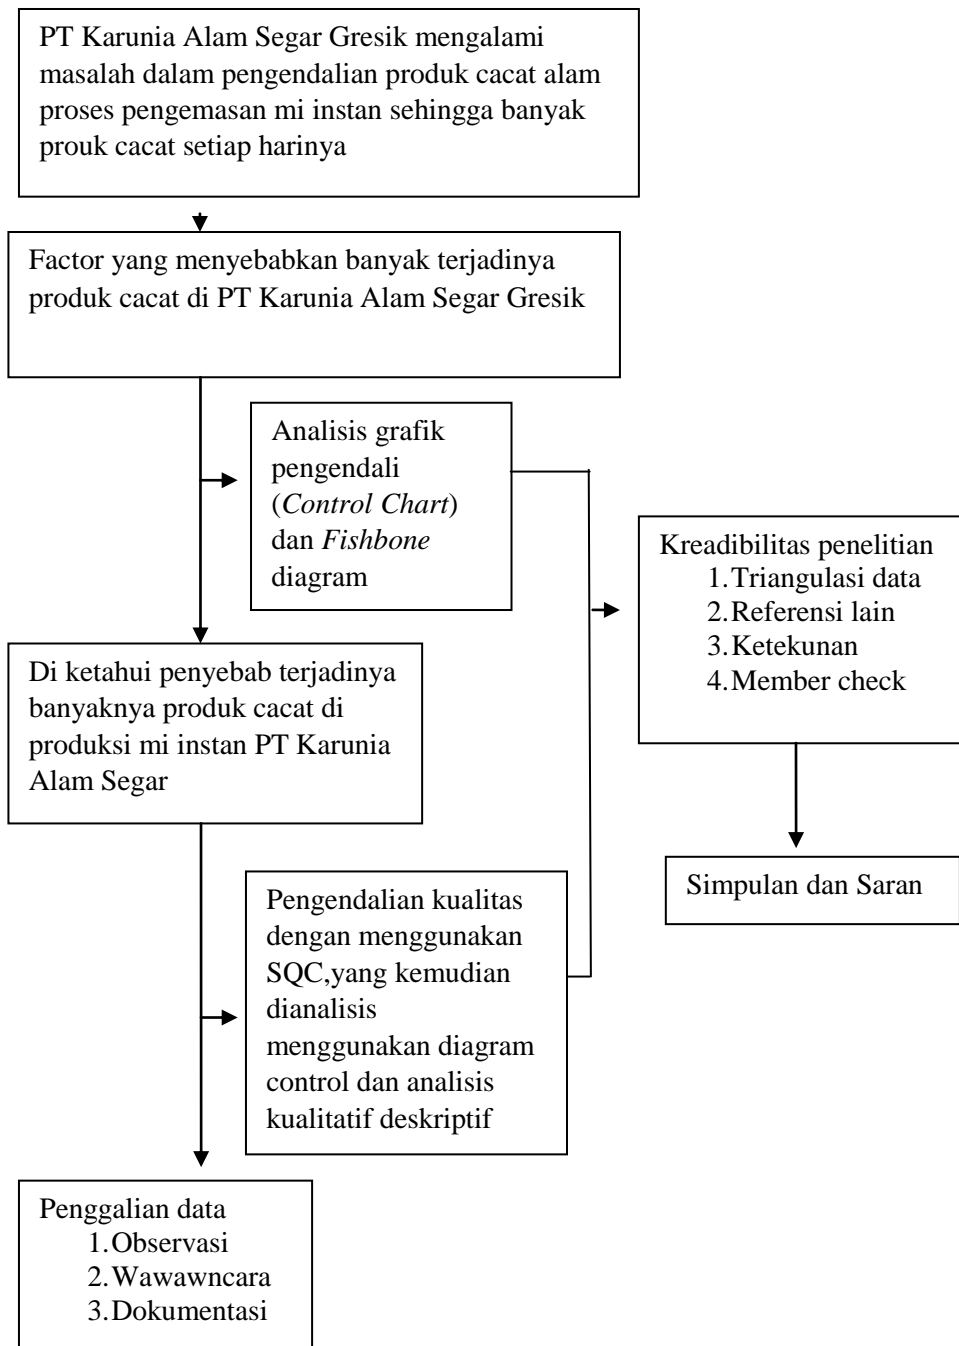 PT Karunia Alam Segar Gresik mengalami
masalah dalam pengendalian produk cacat alam
proses pengemasan mi instan sehingga banyak
prouk cacat setiap harinya
Factor yang menyebabkan banyak terjadinya
produk cacat di PT Karunia Alam Segar Gresik
Analisis grafik
pengendali
(Control Chart)
dan Fishbone
diagram
Kreadibilitas penelitian
1.Triangulasi data
2.Referensi lain
3.Ketekunan
4.Member check
Di ketahui penyebab terjadinya
banyaknya produk cacat di
produksi mi instan PT Karunia
Alam Segar
Simpulan dan Saran
Pengendalian kualitas
dengan menggunakan
SQC,yang kemudian
dianalisis
menggunakan diagram
control dan analisis
kualitatif deskriptif
Penggalian data
1.Observasi
2.Wawawncara
3.Dokumentasi